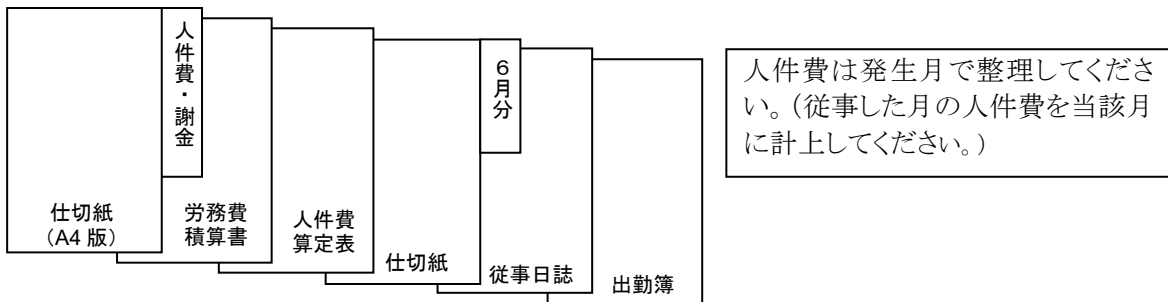 人件費・謝金
仕切紙
(A4 版)
労務費
積算書
人件費
算定表
仕切紙
6月分
従事日誌
出勤簿
人件費は発生月で整理してくださ
い。(従事した月の人件費を当該月
に計上してください。)